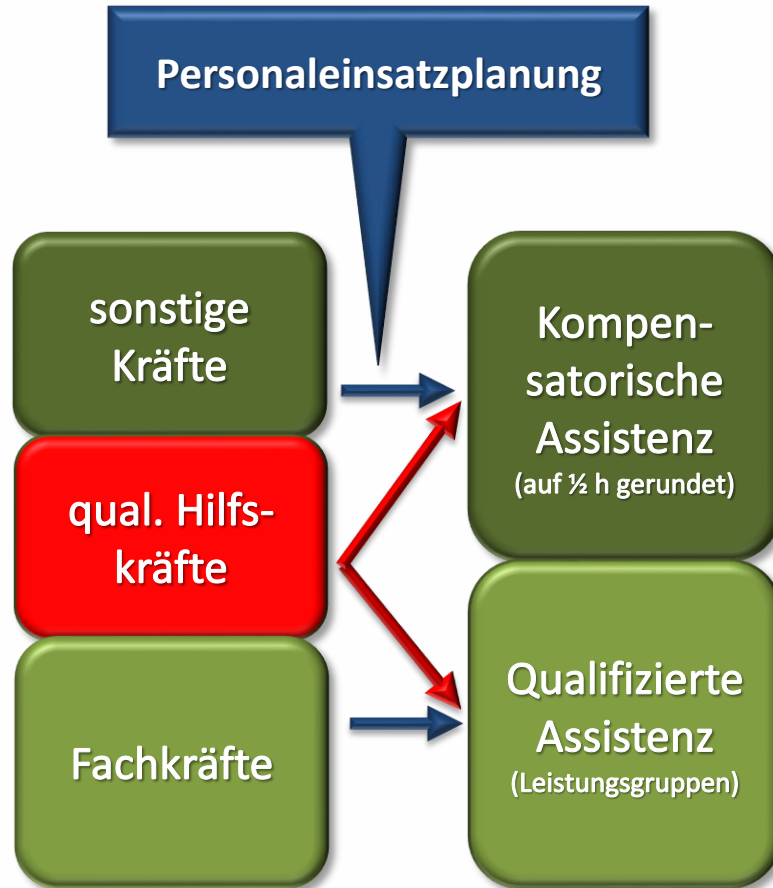 Personaleinsatzplanung
sonstige
Kräfte
qual. Hilfs-
kräfte
Fachkräfte
Kompen-
satorische
Assistenz
(auf ½ h gerundet)
Qualifizierte
Assistenz
(Leistungsgruppen)